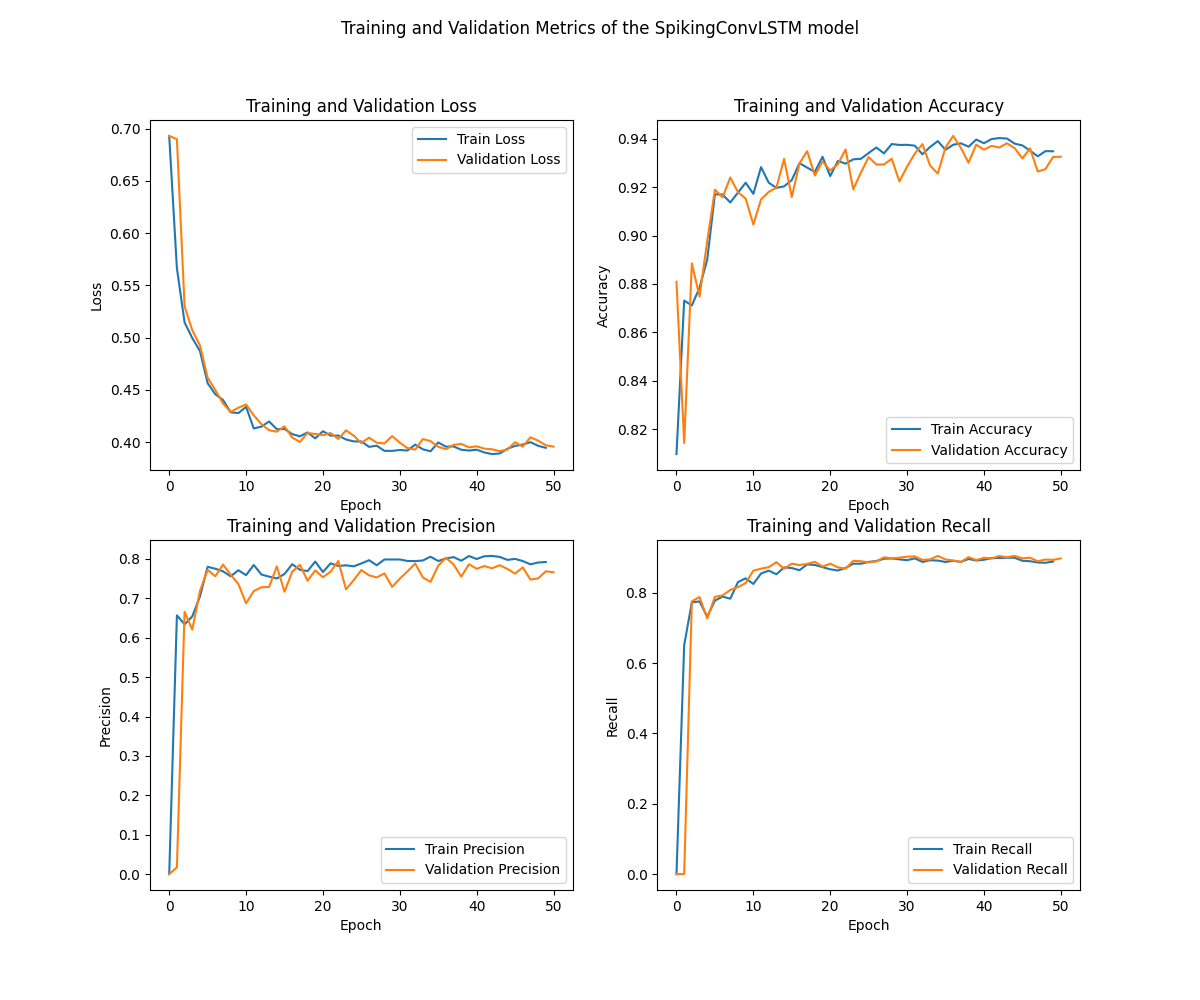 Training and Validation Metrics of the SpikingConvLSTM model
Training and Validation Loss
0.70
0.65
0.60
0.55
0.50
0.45
0.40
Loss
Train Loss
Validation Loss
0 10 20 30 40 50
Epoch
Training and Validation Accuracy
0.94
0.92
0.90
0.88
0.86
0.84
0.82
Accuracy
Train Accuracy
Validation Accuracy
0 10 20 30 40 50
Epoch
Training and Validation Precision
0.8
0.7
0.6
0.5
0.4
0.3
0.2
0.1
0.0
Precision
Train Precision
Validation Precision
0 10 20 30 40 50
Epoch
Training and Validation Recall
0.8
0.6
0.4
0.2
0.0
Recall
Train Recall
Validation Recall
0 10 20 30 40 50
Epoch